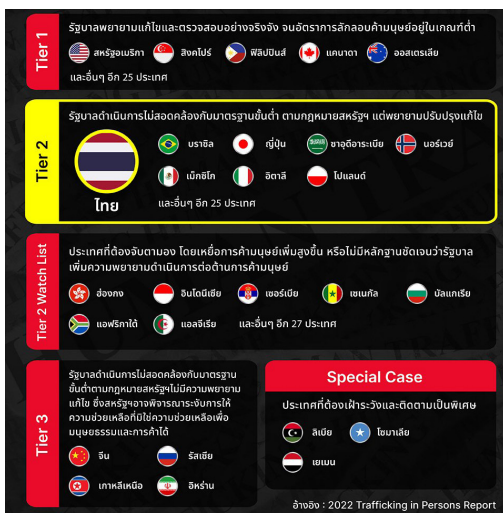 Tier 1
รัฐบาลพยายามแก้ไขและตรวจสอบอย่างจริงจัง จนอัตราการลักลอบค้ามนุษย์อยู่ในเกณฑ์ต่ำ
สหรัฐอเมริกา สิงคโปร์ ฟิลิปปินส์ แคนาดา ออสเตรเลีย
และอื่นๆ อีก 25 ประเทศ
Tier 2
รัฐบาลดำเนินการไม่สอดคล้องกับมาตรฐานขั้นต่ำ ตามกฎหมายสหรัฐฯ แต่พยายามปรับปรุงแก้ไข
ไทย
บราซิล ญี่ปุ่น ซาอุดีอาระเบีย นอร์เวย์
เม็กซิโก อิตาลี โปแลนด์
และอื่นๆ อีก 25 ประเทศ
Tier 2 Watch List
ประเทศที่ต้องจับตามอง โดยเหยื่อการค้ามนุษย์เพิ่มสูงขึ้น หรือไม่มีหลักฐานชัดเจนว่ารัฐบาล
เพิ่มความพยายามดำเนินการต่อต้านการค้ามนุษย์
ฮ่องกง อินโดนีเซีย เซอร์เบีย เซเนกัล บัลแกเรีย
แอฟริกาใต้ แอลจีเรีย และอื่นๆ อีก 27 ประเทศ
Tier 3
รัฐบาลดำเนินการไม่สอดคล้องกับมาตรฐาน
ขั้นต่ำตามกฎหมายสหรัฐฯไม่มีความพยายาม
แก้ไข ซึ่งสหรัฐฯอาจพิจารณาระงับการให้
ความช่วยเหลือที่มิใช่ความช่วยเหลือเพื่อ
มนุษยธรรมและการค้าได้
จีน รัสเซีย
เกาหลีเหนือ อิหร่าน
Special Case
ประเทศที่ต้องเฝ้าระวังและติดตามเป็นพิเศษ
ลิเบีย โซมาเลีย
เยเมน
อ้างอิง : 2022 Trafficking in Persons Report